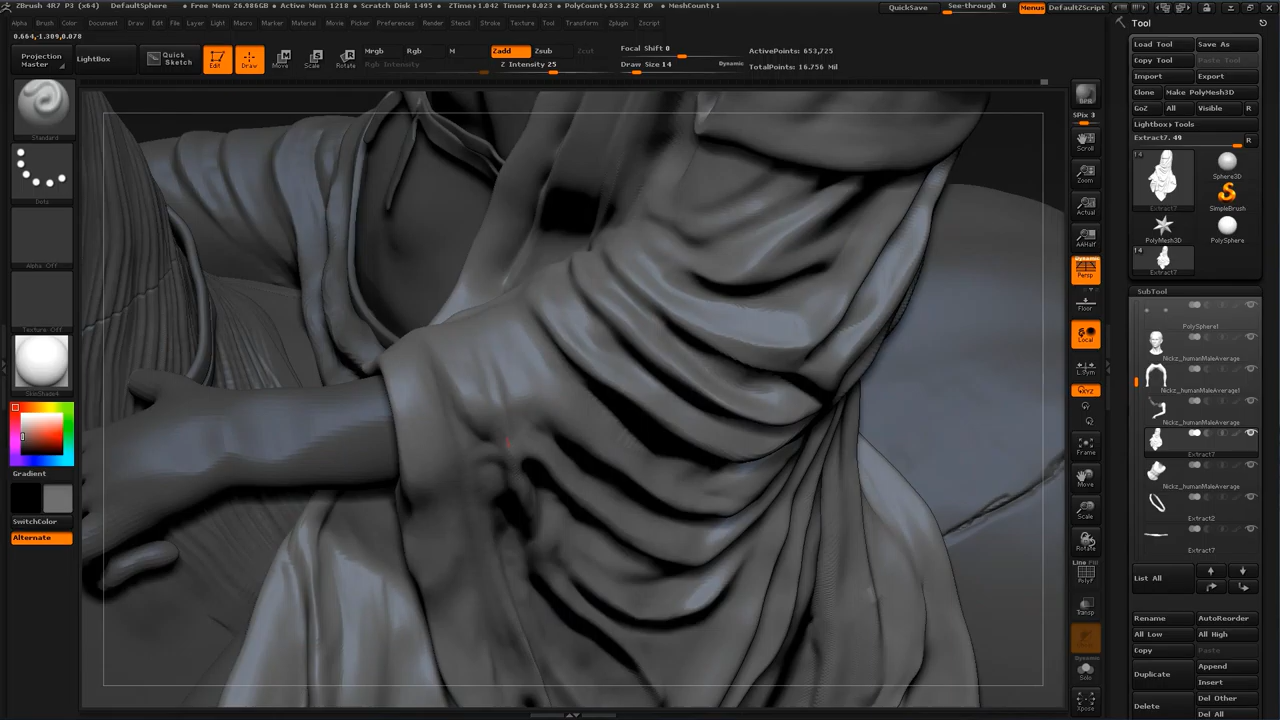 ZBrush 4R7 P3 (x64) DefaultSphere • Free Mem 26.986GB • Active Mem 1218 • Scratch Disk 1495 • ZTime▸1.042 Timer▸0.023 • PolyCount▸653.232 KP • MeshCount▸1 QuickSave See-through 0 Menus DefaultZScript
Alpha Brush Color Document Draw Edit File Layer Light Macro Marker Material Movie Picker Preferences Render Stencil Stroke Texture Tool Transform Zplugin Zscript
0.664,-1.309,0.078
Projection Master
LightBox
Quick Sketch
Edit
Draw
Move
Scale
Rotate
Mrgb Rgb M
Rgb Intensity
Zadd Zsub Zcut
Z Intensity 25
Focal Shift 0
Draw Size 14
Dynamic
ActivePoints: 653,725
TotalPoints: 16.756 Mil
Standard
Dots
Alpha Off
Texture Off
SkinShade4
Gradient
SwitchColor
Alternate
SPix 3
Scroll
Zoom
Actual
AAHalf
Dynamic
Persp
Floor
Local
L.Sym
XYZ
Frame
Move
Scale
Rotate
Line Fill
PolyF
Transp
Dynamic
Solo
Xpose
Tool
Load Tool Save As
Copy Tool Paste Tool
Import Export
Clone Make PolyMesh3D
GoZ All Visible R
Lightbox▸Tools
Extract7. 49 R
14
Extract7
Sphere3D
SimpleBrush
PolyMesh3D
PolySphere
14
Extract7
SubTool
PolySphere1
Nickz_humanMaleAverage
Nickz_humanMaleAverage1
Nickz_humanMaleAverage
Extract7
Nickz_humanMaleAverage
Extract2
Extract7
List All
Rename AutoReorder
All Low All High
Copy Paste
Duplicate
Append
Insert
Delete
Del Other
Del All